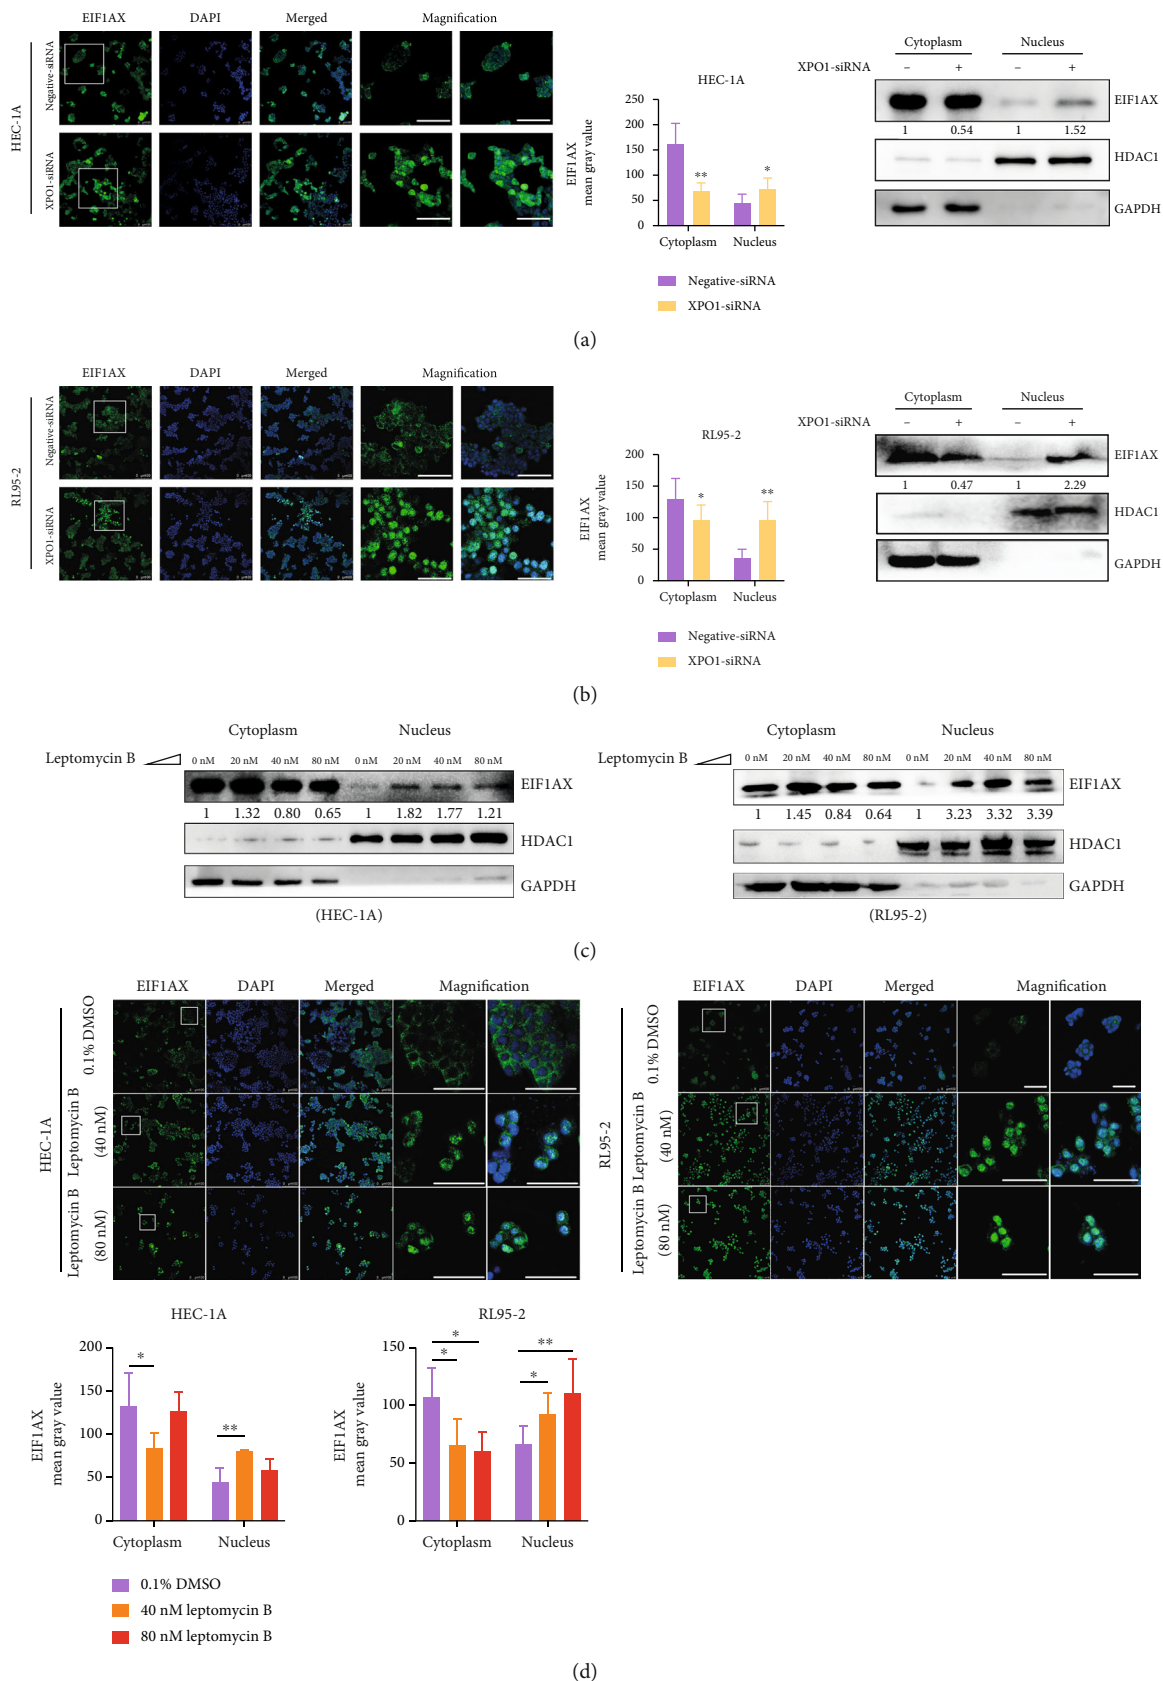 EIF1AX DAPI Merged Magnification
HEC-1A
Negative-siRNA
XPO1-siRNA
HEC-1A
EIF1AX
mean gray value
250
200
150
100
50
0
** *
Cytoplasm Nucleus
Negative-siRNA
XPO1-siRNA
Cytoplasm Nucleus
XPO1-siRNA – + – +
EIF1AX
1 0.54 1 1.52
HDAC1
GAPDH
(a)
EIF1AX DAPI Merged Magnification
RL95-2
Negative-siRNA
XPO1-siRNA
RL95-2
EIF1AX
mean gray value
200
150
100
50
0
* **
Cytoplasm Nucleus
Negative-siRNA
XPO1-siRNA
Cytoplasm Nucleus
XPO1-siRNA – + – +
EIF1AX
1 0.47 1 2.29
HDAC1
GAPDH
(b)
Cytoplasm Nucleus
Leptomycin B 0 nM 20 nM 40 nM 80 nM 0 nM 20 nM 40 nM 80 nM
EIF1AX
1 1.32 0.80 0.65 1 1.82 1.77 1.21
HDAC1
GAPDH
(HEC-1A)
Cytoplasm Nucleus
Leptomycin B 0 nM 20 nM 40 nM 80 nM 0 nM 20 nM 40 nM 80 nM
EIF1AX
1 1.45 0.84 0.64 1 3.23 3.32 3.39
HDAC1
GAPDH
(RL95-2)
(c)
EIF1AX DAPI Merged Magnification
HEC-1A
0.1% DMSO
Leptomycin B
(40 nM)
Leptomycin B
(80 nM)
EIF1AX DAPI Merged Magnification
RL95-2
0.1% DMSO
Leptomycin B
(40 nM)
Leptomycin B
(80 nM)
HEC-1A
EIF1AX
mean gray value
200
150
100
50
0
* **
Cytoplasm Nucleus
RL95-2
EIF1AX
mean gray value
150
100
50
0
* * * **
Cytoplasm Nucleus
0.1% DMSO
40 nM leptomycin B
80 nM leptomycin B
(d)